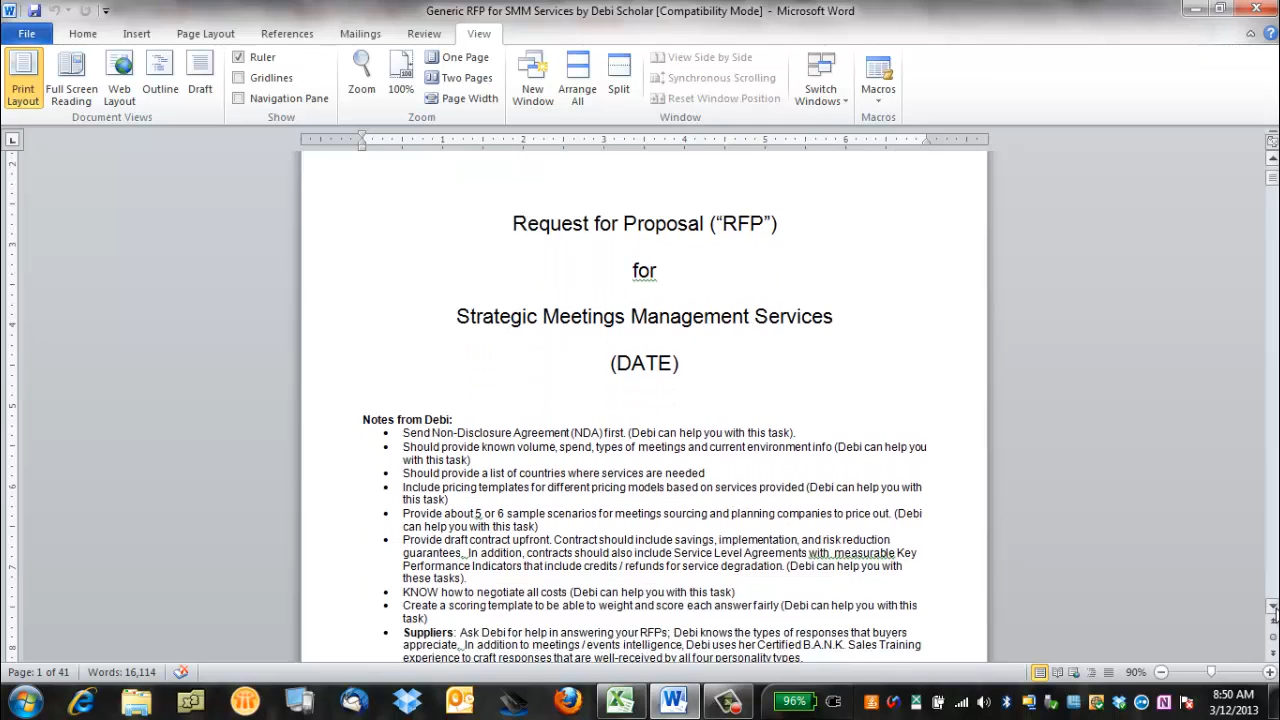 Generic RFP for SMM Services by Debi Scholar [Compatibility Mode] - Microsoft Word
File Home Insert Page Layout References Mailings Review View
Print Layout
Full Screen Reading
Web Layout
Outline
Draft
Document Views
Ruler
Gridlines
Navigation Pane
Show
Zoom
100%
One Page
Two Pages
Page Width
Zoom
New Window
Arrange All
Split
View Side by Side
Synchronous Scrolling
Reset Window Position
Window
Switch Windows
Macros
Macros
1 2 3 4 5 6
Request for Proposal (“RFP”)
for
Strategic Meetings Management Services
(DATE)
Notes from Debi:
• Send Non-Disclosure Agreement (NDA) first. (Debi can help you with this task).
• Should provide known volume, spend, types of meetings and current environment info (Debi can help you
with this task)
• Should provide a list of countries where services are needed
• Include pricing templates for different pricing models based on services provided (Debi can help you with
this task)
• Provide about 5 or 6 sample scenarios for meetings sourcing and planning companies to price out. (Debi
can help you with this task)
• Provide draft contract upfront. Contract should include savings, implementation, and risk reduction
guarantees. In addition, contracts should also include Service Level Agreements with measurable Key
Performance Indicators that include credits / refunds for service degradation. (Debi can help you with
these tasks).
• KNOW how to negotiate all costs (Debi can help you with this task)
• Create a scoring template to be able to weight and score each answer fairly (Debi can help you with this
task)
• Suppliers: Ask Debi for help in answering your RFPs; Debi knows the types of responses that buyers
appreciate. In addition to meetings / events intelligence, Debi uses her Certified B.A.N.K. Sales Training
experience to craft responses that are well-received by all four personality types.
Page: 1 of 41 Words: 16,114 90%
96%
8:50 AM
3/12/2013